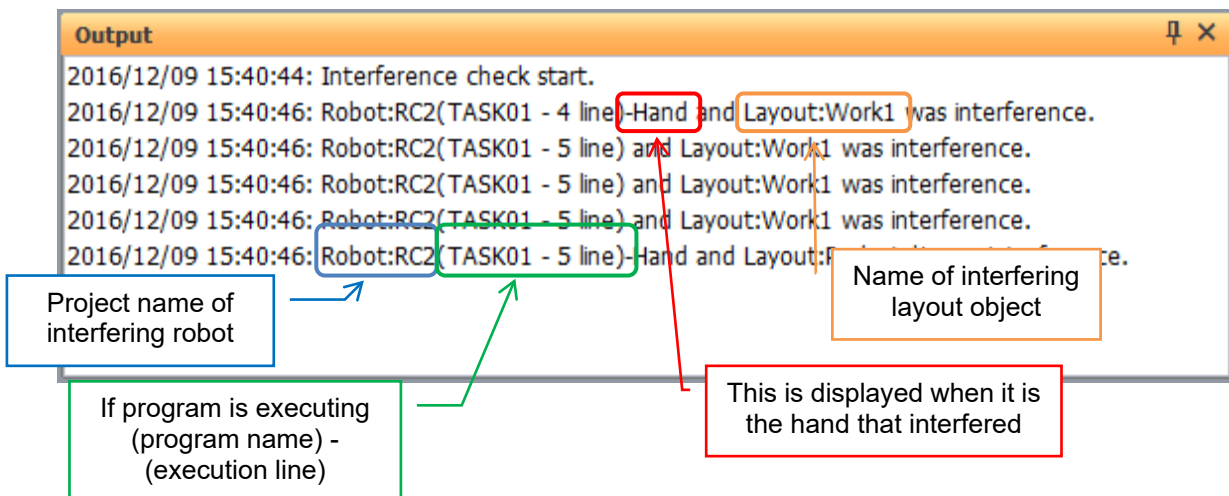 Output
2016/12/09 15:40:44: Interference check start.
2016/12/09 15:40:46: Robot:RC2(TASK01 - 4 line)-Hand and Layout:Work1 was interference.
2016/12/09 15:40:46: Robot:RC2(TASK01 - 5 line) and Layout:Work1 was interference.
2016/12/09 15:40:46: Robot:RC2(TASK01 - 5 line) and Layout:Work1 was interference.
2016/12/09 15:40:46: Robot:RC2(TASK01 - 5 line) and Layout:Work1 was interference.
2016/12/09 15:40:46: Robot:RC2(TASK01 - 5 line)-Hand and Layout:
Project name of
interfering robot
Name of interfering
layout object
If program is executing
(program name) -
(execution line)
This is displayed when it is
the hand that interfered